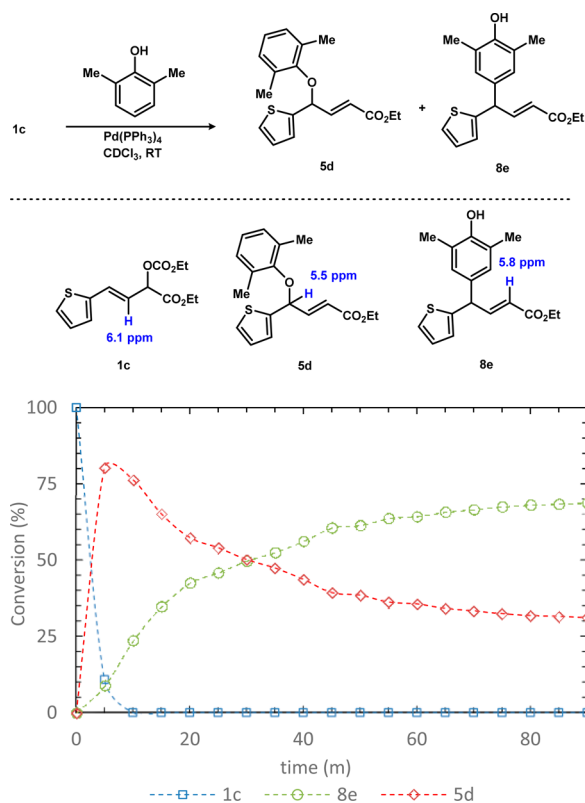 OH
Me
Me
1c
Pd(PPh3)4
CDCl3, RT
Me
O
Me
S
CO2Et
5d
+
OH
Me
Me
S
CO2Et
8e
OCO2Et
CO2Et
S
H
6.1 ppm
1c
Me
O
5.5 ppm
Me
H
S
CO2Et
5d
OH
Me
Me
5.8 ppm
H
S
CO2Et
8e
Conversion (%)
100
75
50
25
0
0 20 40 60 80
time (m)
1c 8e 5d